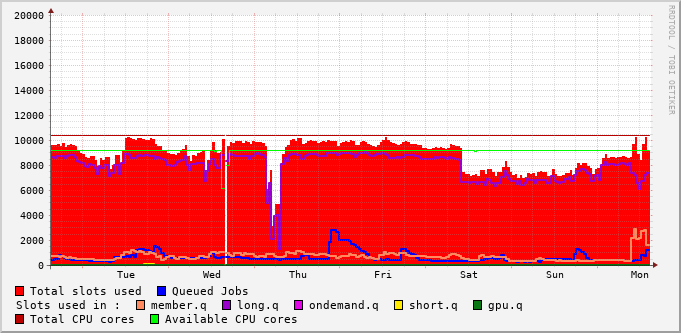 20000
18000
16000
14000
12000
10000
8000
6000
4000
2000
0
Tue Wed Thu Fri Sat Sun Mon
RRDTOOL / TOBI OETIKER
Total slots used Queued Jobs
Slots used in : member.q long.q ondemand.q short.q gpu.q
Total CPU cores Available CPU cores